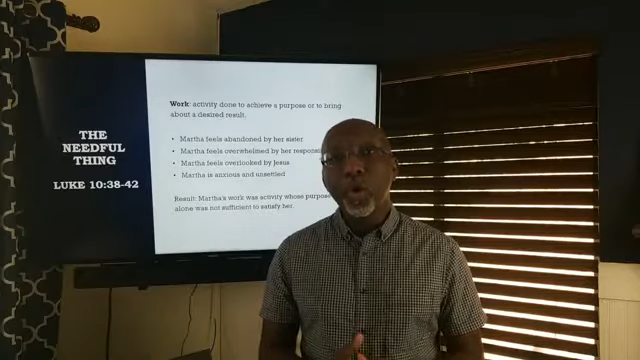 THE
NEEDFUL
THING
LUKE 10:38-42
Work: activity done to achieve a purpose or to bring
about a desired result.
• Martha feels abandoned by her sister
• Martha feels overwhelmed by her
• Martha feels overlooked by Jesus
• Martha is anxious and unsettled
Result: Martha's work was activity whose purpose
alone was not sufficient to satisfy her.